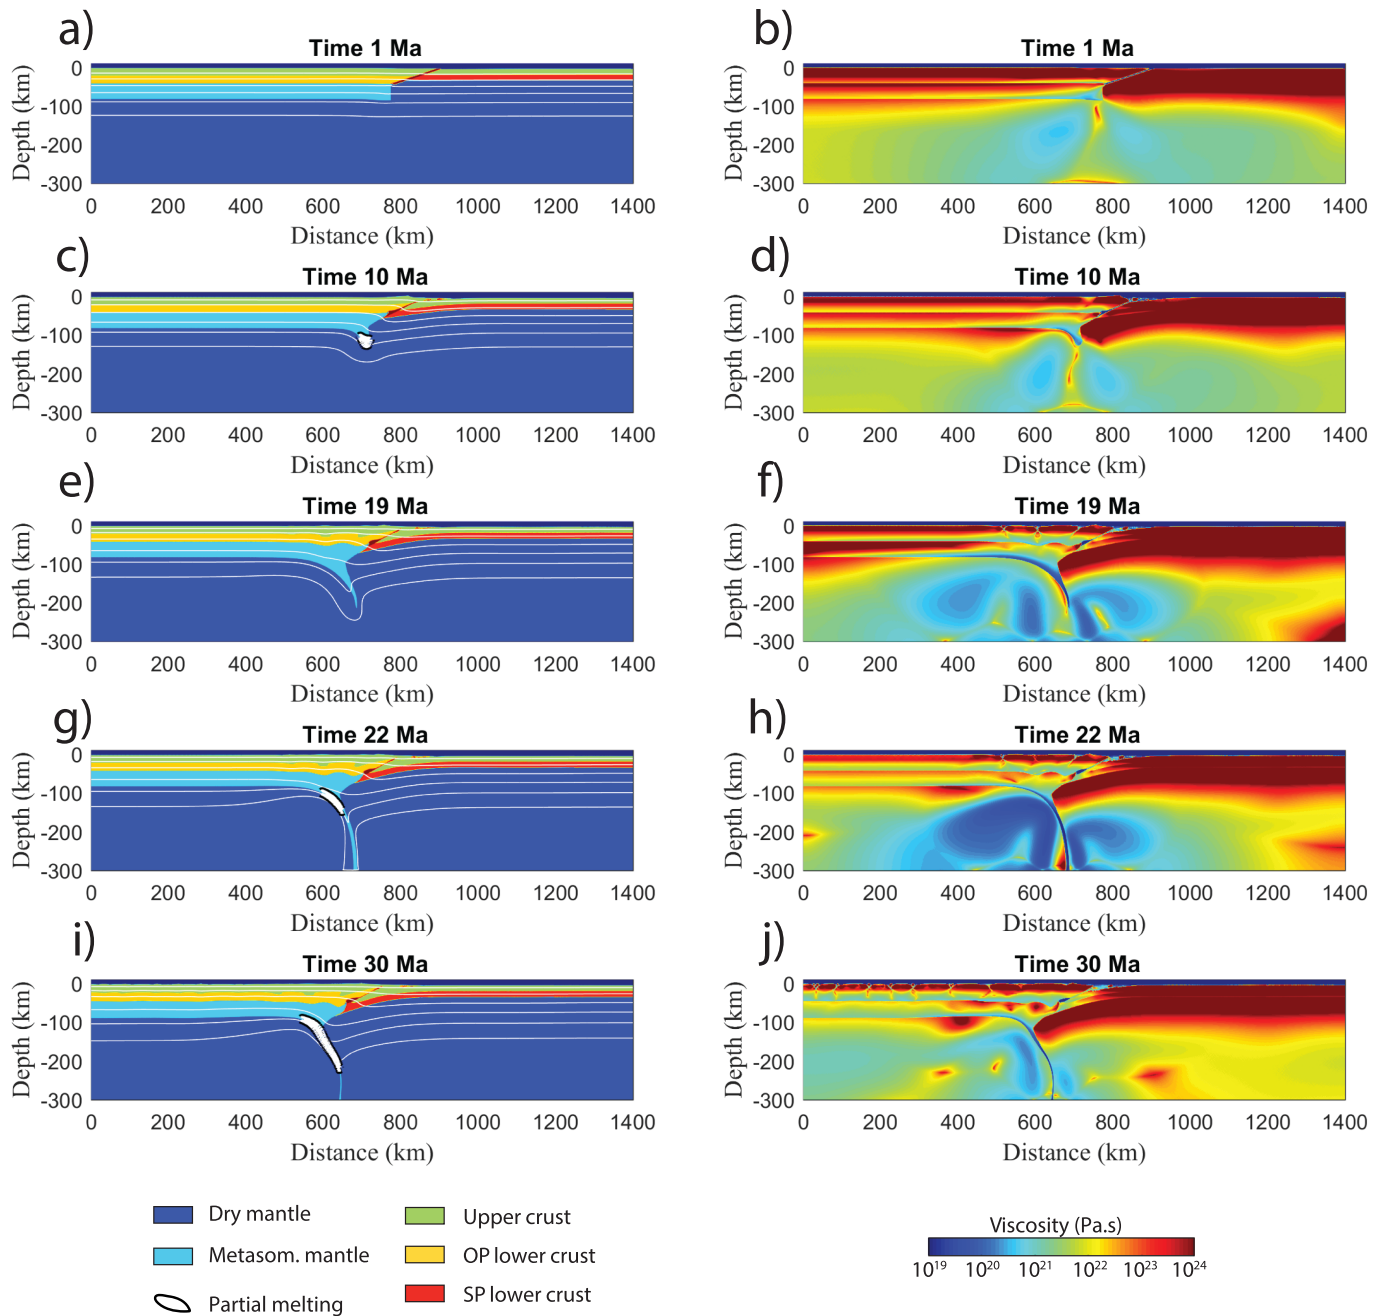 a)
Time 1 Ma
0
-100
-200
-300
Depth (km)
0 200 400 600 800 1000 1200 1400
Distance (km)
b)
Time 1 Ma
0
-100
-200
-300
Depth (km)
0 200 400 600 800 1000 1200 1400
Distance (km)
c)
Time 10 Ma
0
-100
-200
-300
Depth (km)
0 200 400 600 800 1000 1200 1400
Distance (km)
d)
Time 10 Ma
0
-100
-200
-300
Depth (km)
0 200 400 600 800 1000 1200 1400
Distance (km)
e)
Time 19 Ma
0
-100
-200
-300
Depth (km)
0 200 400 600 800 1000 1200 1400
Distance (km)
f)
Time 19 Ma
0
-100
-200
-300
Depth (km)
0 200 400 600 800 1000 1200 1400
Distance (km)
g)
Time 22 Ma
0
-100
-200
-300
Depth (km)
0 200 400 600 800 1000 1200 1400
Distance (km)
h)
Time 22 Ma
0
-100
-200
-300
Depth (km)
0 200 400 600 800 1000 1200 1400
Distance (km)
i)
Time 30 Ma
0
-100
-200
-300
Depth (km)
0 200 400 600 800 1000 1200 1400
Distance (km)
j)
Time 30 Ma
0
-100
-200
-300
Depth (km)
0 200 400 600 800 1000 1200 1400
Distance (km)
Dry mantle
Metasom. mantle
Partial melting
Upper crust
OP lower crust
SP lower crust
Viscosity (Pa.s)
10¹⁹ 10²⁰ 10²¹ 10²² 10²³ 10²⁴